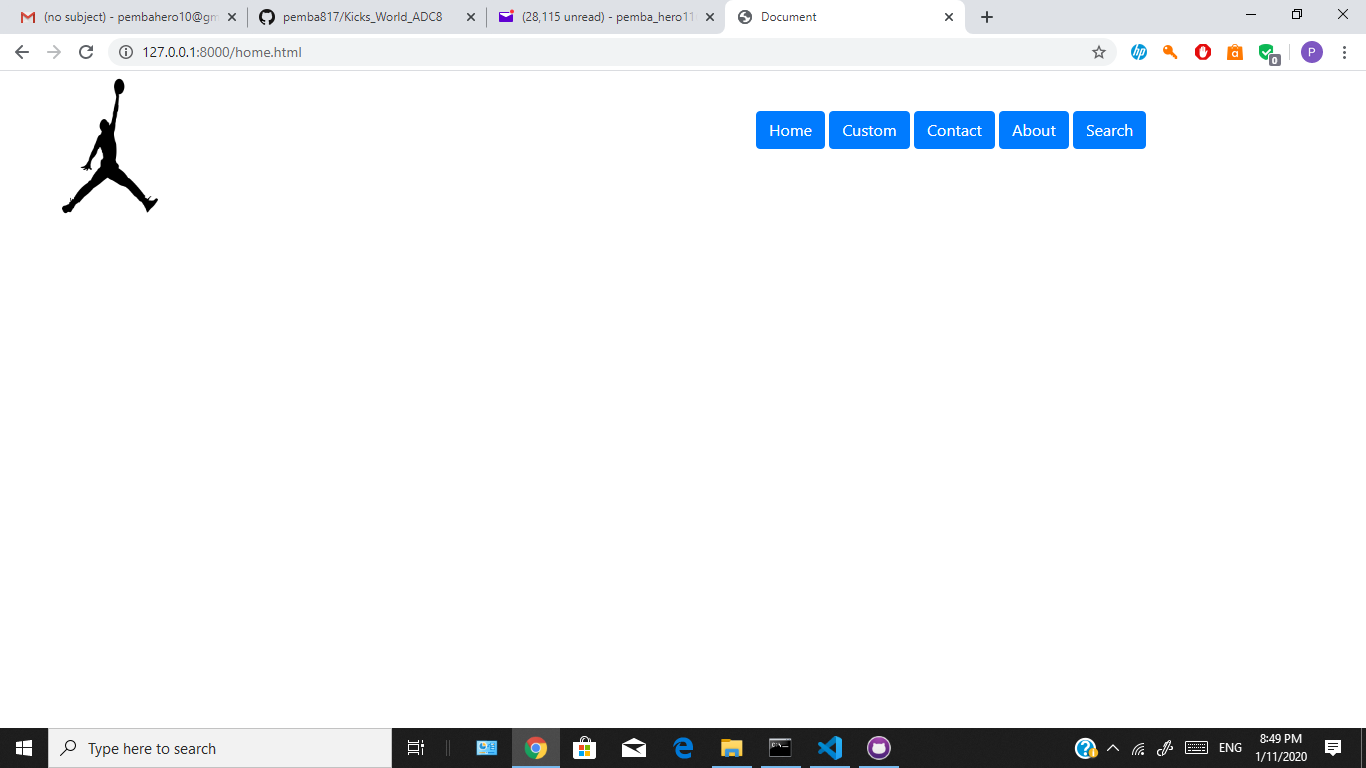 (no subject) - pembahero10@gm
pemba817/Kicks_World_ADC8
(28,115 unread) - pemba_hero11
Document
127.0.0.1:8000/home.html
hp
a
0
P
Home Custom Contact About Search
Type here to search
ENG
8:49 PM
1/11/2020